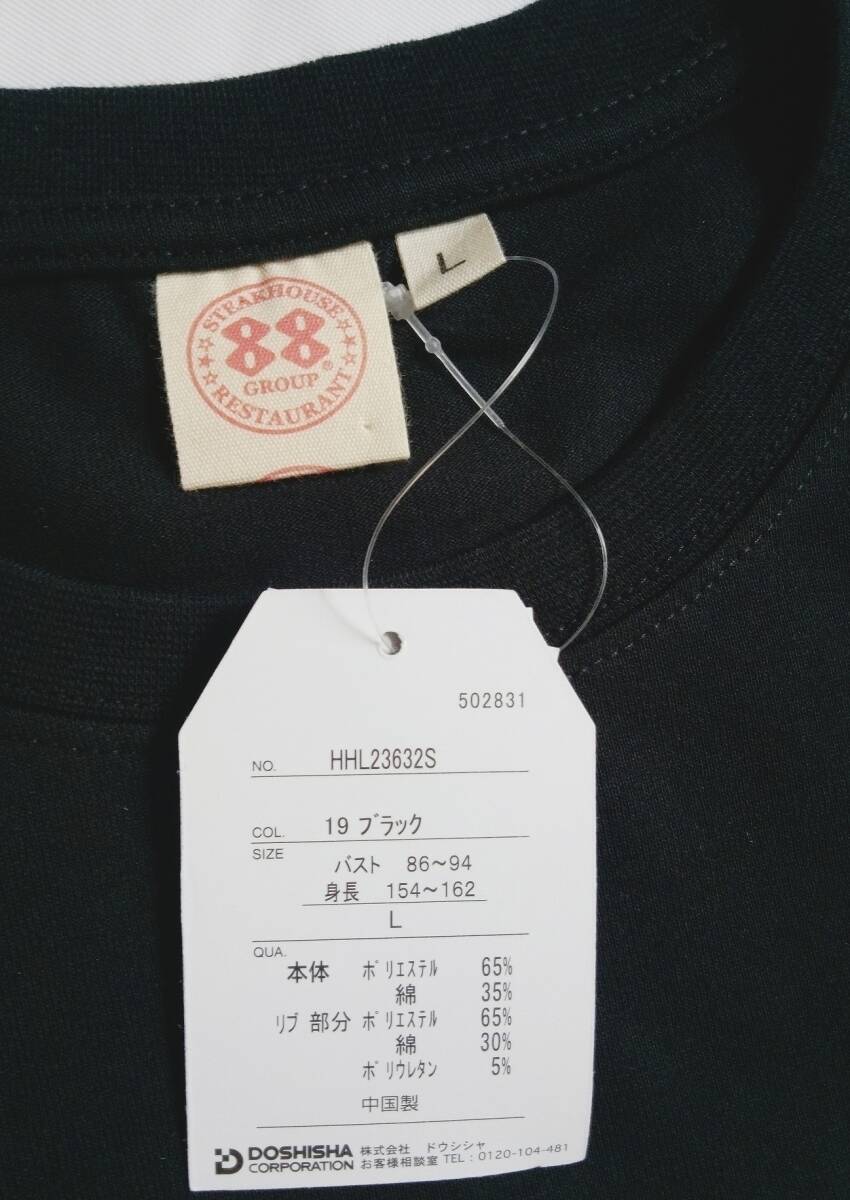 L
STEAKHOUSE
88
GROUP®
RESTAURANT
502831
NO. HHL23632S
COL. 19 ブラック
SIZE
バスト 86~94
身長 154~162
L
QUA.
本体 ポリエステル 65%
綿 35%
リブ 部分 ポリエステル 65%
綿 30%
ポリウレタン 5%
中国製
DOSHISHA 株式会社 ドウシシャ
CORPORATION お客様相談室 TEL : 0120-104-481